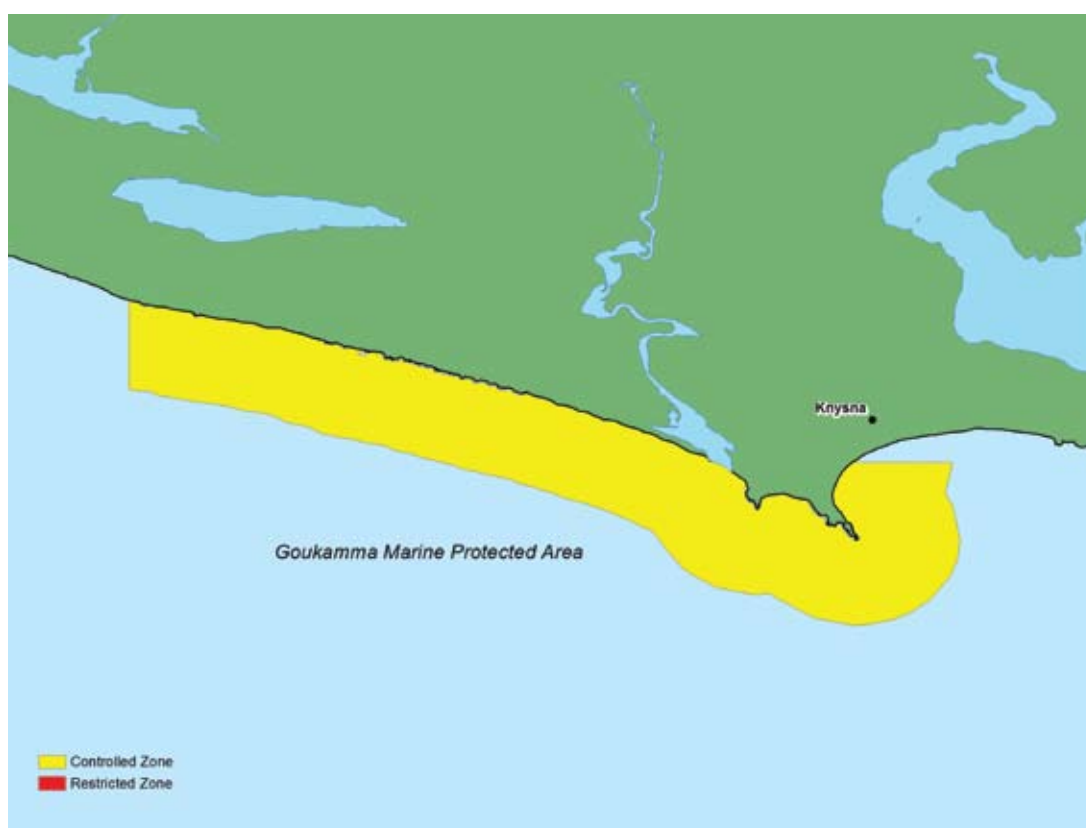 Knysna
Goukamma Marine Protected Area
Controlled Zone
Restricted Zone